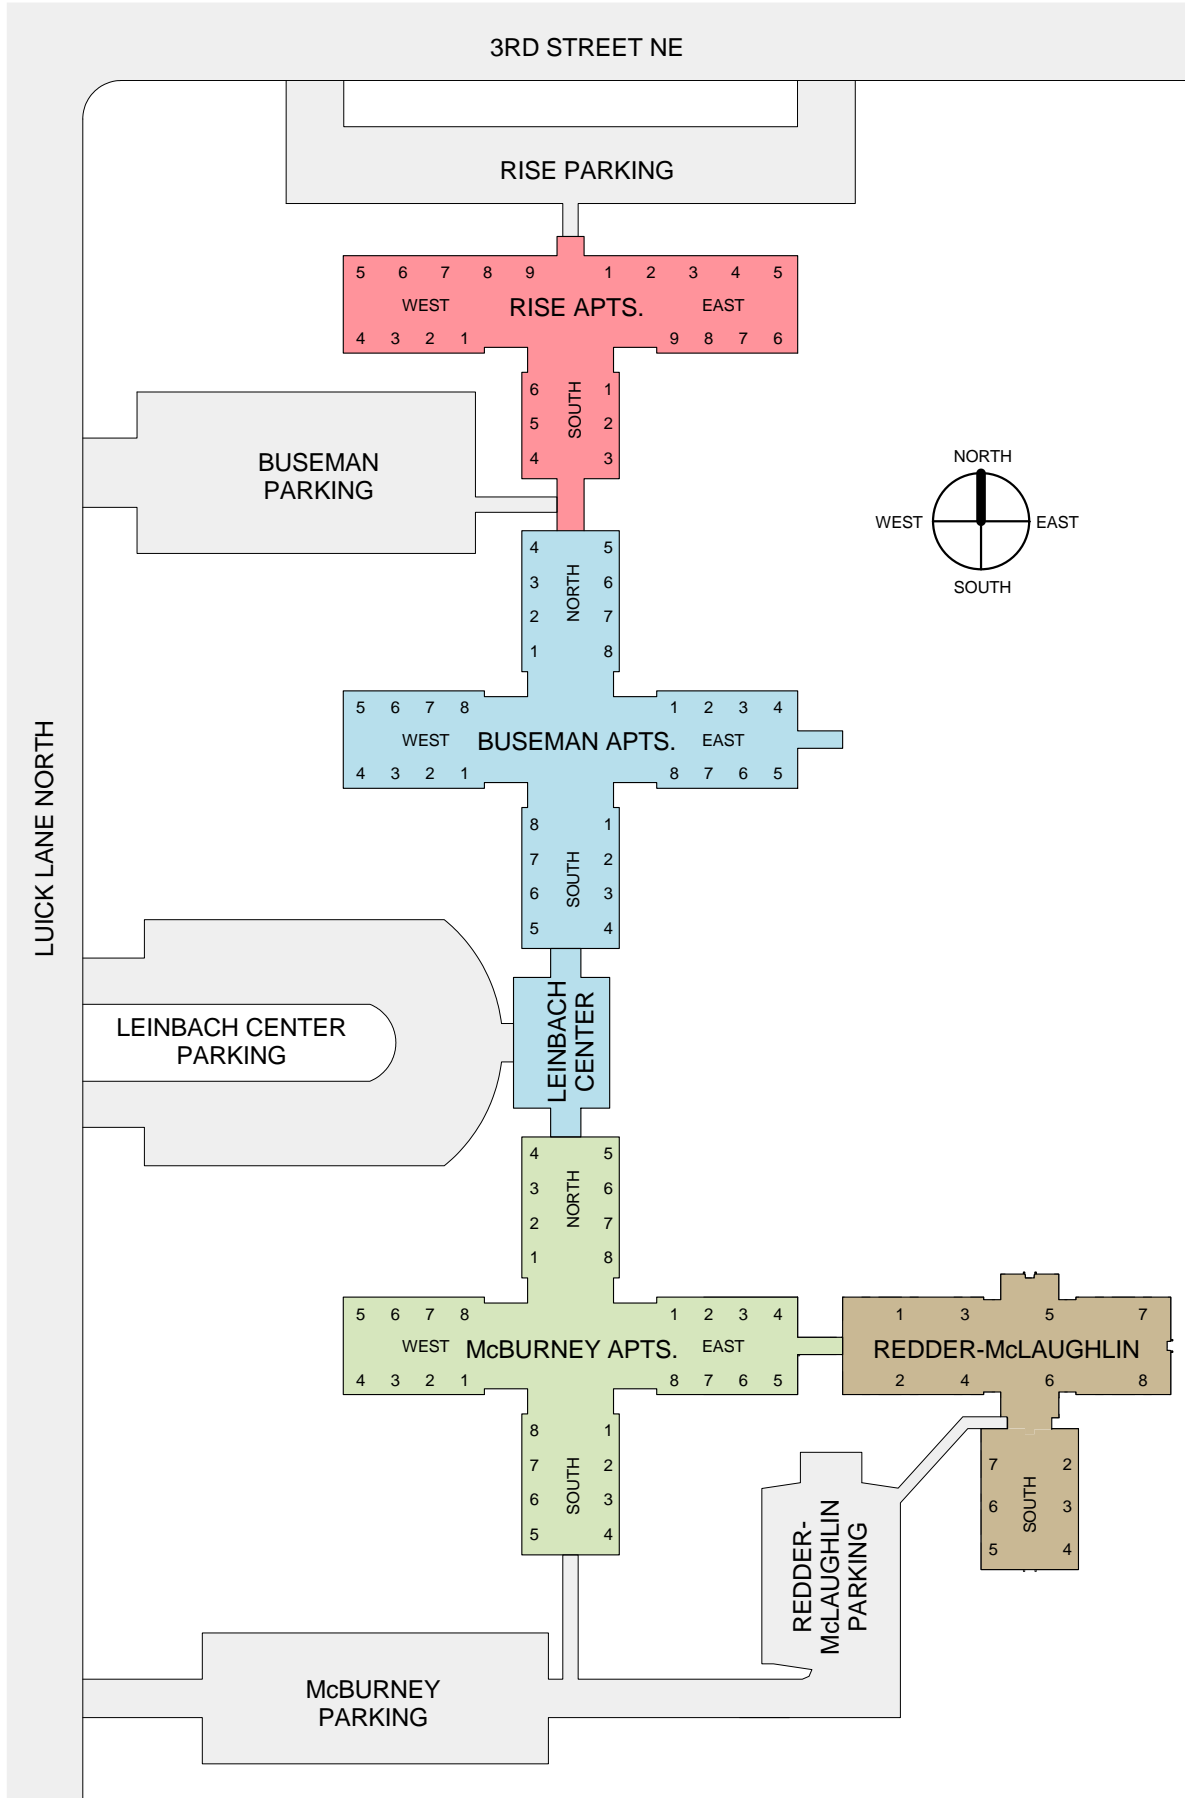 3RD STREET NE
RISE PARKING
5 6 7 8 9 1 2 3 4 5
WEST RISE APTS. EAST
4 3 2 1 9 8 7 6
6 1
5 SOUTH 2
4 3
BUSEMAN
PARKING
NORTH
WEST EAST
SOUTH
4 5
3 NORTH 6
2 7
1 8
5 6 7 8 1 2 3 4
WEST BUSEMAN APTS. EAST
4 3 2 1 8 7 6 5
8 1
7 SOUTH 2
6 3
5 4
LUICK LANE NORTH
LEINBACH CENTER
PARKING
LEINBACH
CENTER
4 5
3 NORTH 6
2 7
1 8
5 6 7 8 1 2 3 4
WEST McBURNEY APTS. EAST
4 3 2 1 8 7 6 5
8 1
7 SOUTH 2
6 3
5 4
1 3 5 7
REDDER-McLAUGHLIN
2 4 6 8
7 2
6 SOUTH 3
5 4
REDDER-
McLAUGHLIN
PARKING
McBURNEY
PARKING